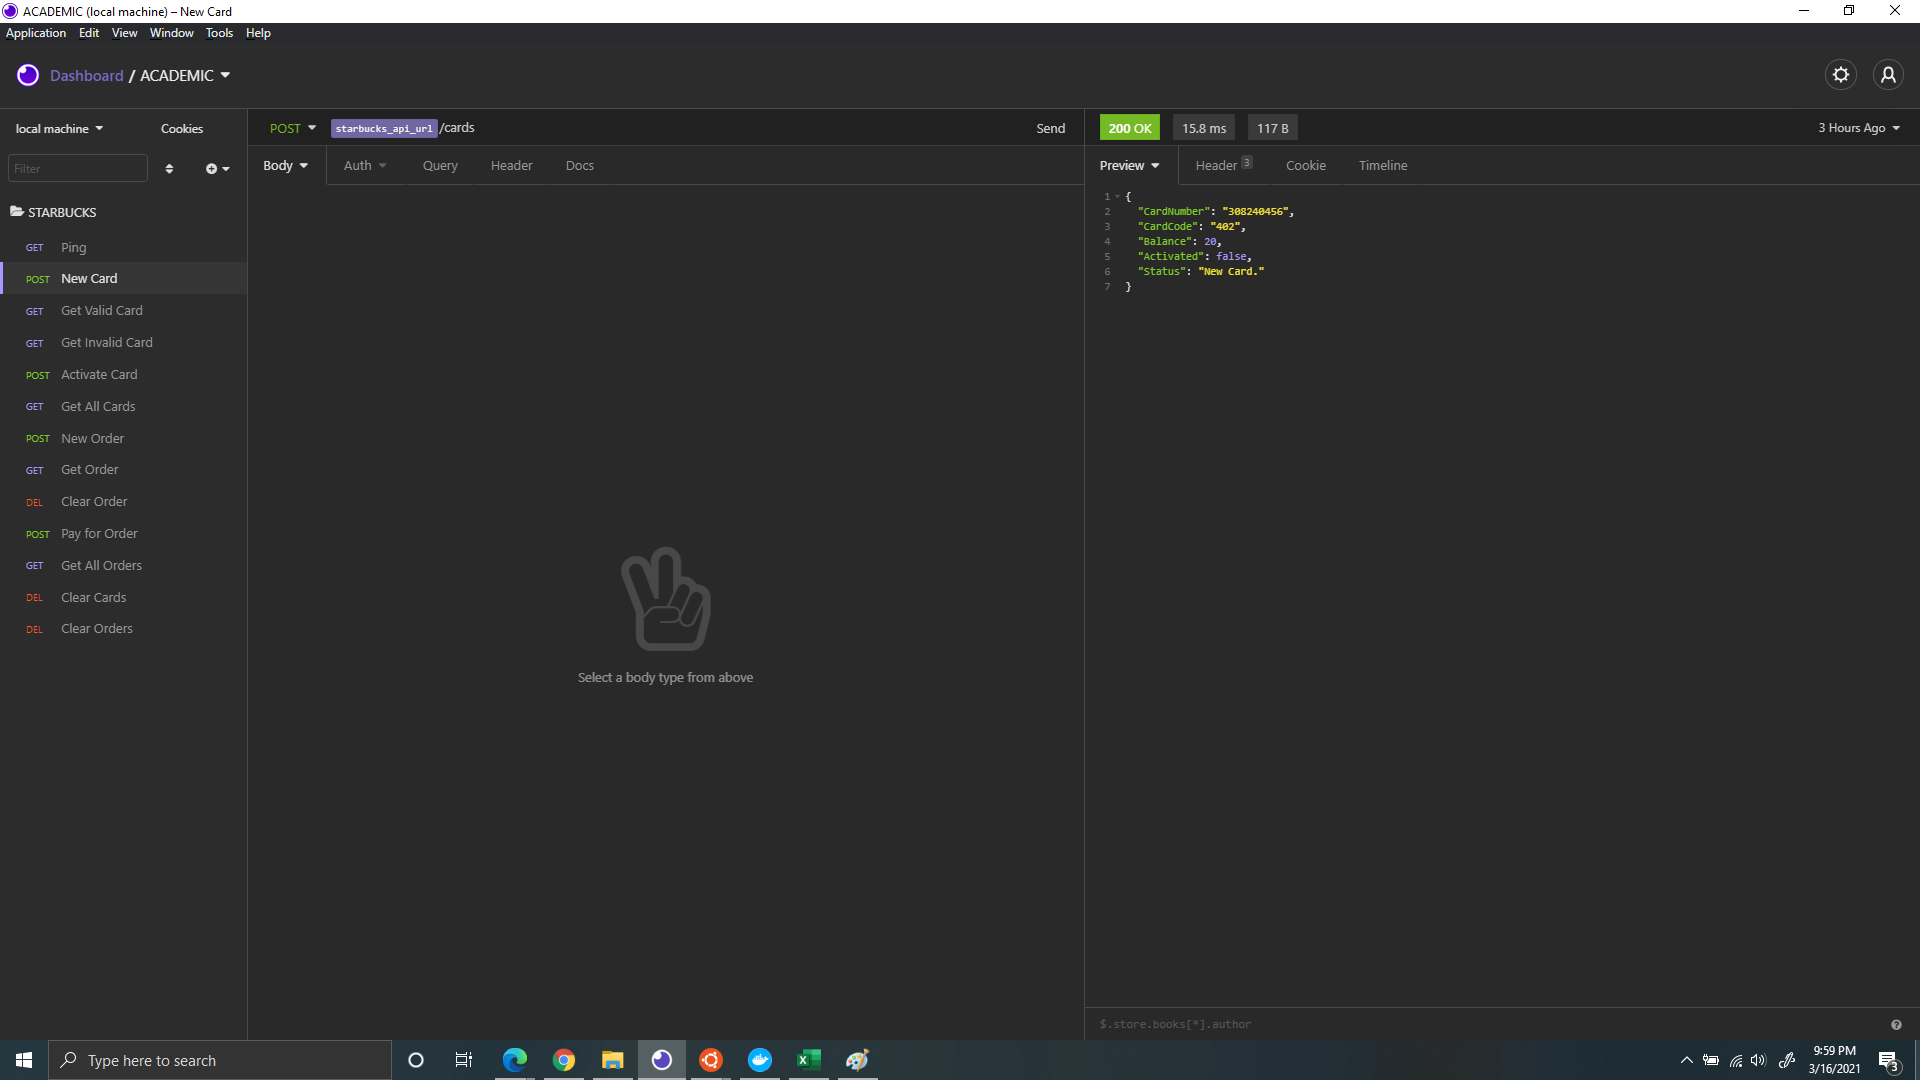 ACADEMIC (local machine) – New Card
Application Edit View Window Tools Help
Dashboard / ACADEMIC
local machine Cookies
Filter
STARBUCKS
GET Ping
POST New Card
GET Get Valid Card
GET Get Invalid Card
POST Activate Card
GET Get All Cards
POST New Order
GET Get Order
DEL Clear Order
POST Pay for Order
GET Get All Orders
DEL Clear Cards
DEL Clear Orders
POST starbucks_api_url/cards Send
Body Auth Query Header Docs
Select a body type from above
200 OK 15.8 ms 117 B 3 Hours Ago
Preview Header 3 Cookie Timeline
1 {
2 "CardNumber": "308240456",
3 "CardCode": "402",
4 "Balance": 20,
5 "Activated": false,
6 "Status": "New Card."
7 }
$.store.books[*].author
Type here to search
9:59 PM
3/16/2021
3